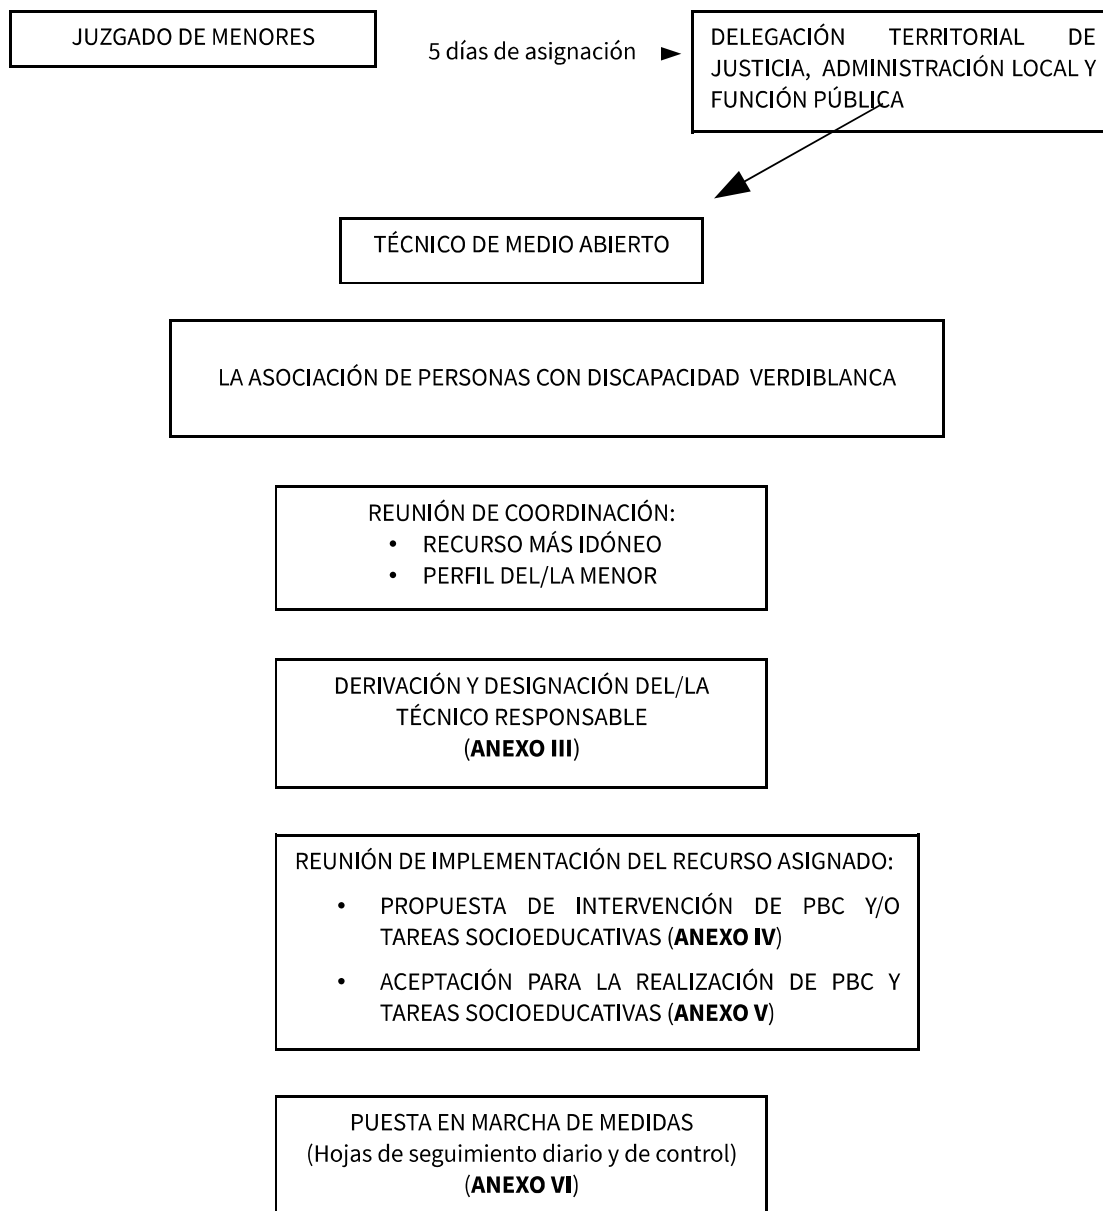 JUZGADO DE MENORES
5 días de asignación
DELEGACIÓN TERRITORIAL DE
JUSTICIA, ADMINISTRACIÓN LOCAL Y
FUNCIÓN PÚBLICA
TÉCNICO DE MEDIO ABIERTO
LA ASOCIACIÓN DE PERSONAS CON DISCAPACIDAD VERDIBLANCA
REUNIÓN DE COORDINACIÓN:
• RECURSO MÁS IDÓNEO
• PERFIL DEL/LA MENOR
DERIVACIÓN Y DESIGNACIÓN DEL/LA
TÉCNICO RESPONSABLE
(ANEXO III)
REUNIÓN DE IMPLEMENTACIÓN DEL RECURSO ASIGNADO:
• PROPUESTA DE INTERVENCIÓN DE PBC Y/O
TAREAS SOCIOEDUCATIVAS (ANEXO IV)
• ACEPTACIÓN PARA LA REALIZACIÓN DE PBC Y
TAREAS SOCIOEDUCATIVAS (ANEXO V)
PUESTA EN MARCHA DE MEDIDAS
(Hojas de seguimiento diario y de control)
(ANEXO VI)